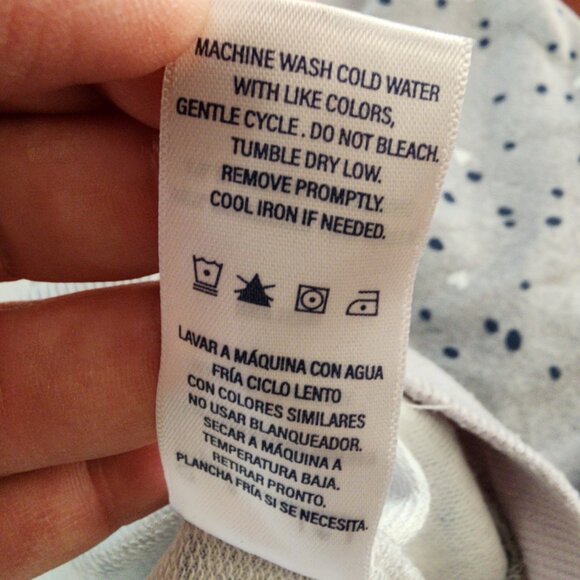 MACHINE WASH COLD WATER
WITH LIKE COLORS,
GENTLE CYCLE. DO NOT BLEACH.
TUMBLE DRY LOW.
REMOVE PROMPTLY.
COOL IRON IF NEEDED.
LAVAR A MÁQUINA CON AGUA
FRÍA CICLO LENTO
CON COLORES SIMILARES
NO USAR BLANQUEADOR.
SECAR A MÁQUINA A
TEMPERATURA BAJA.
RETIRAR PRONTO.
PLANCHA FRÍA SI SE NECESITA.